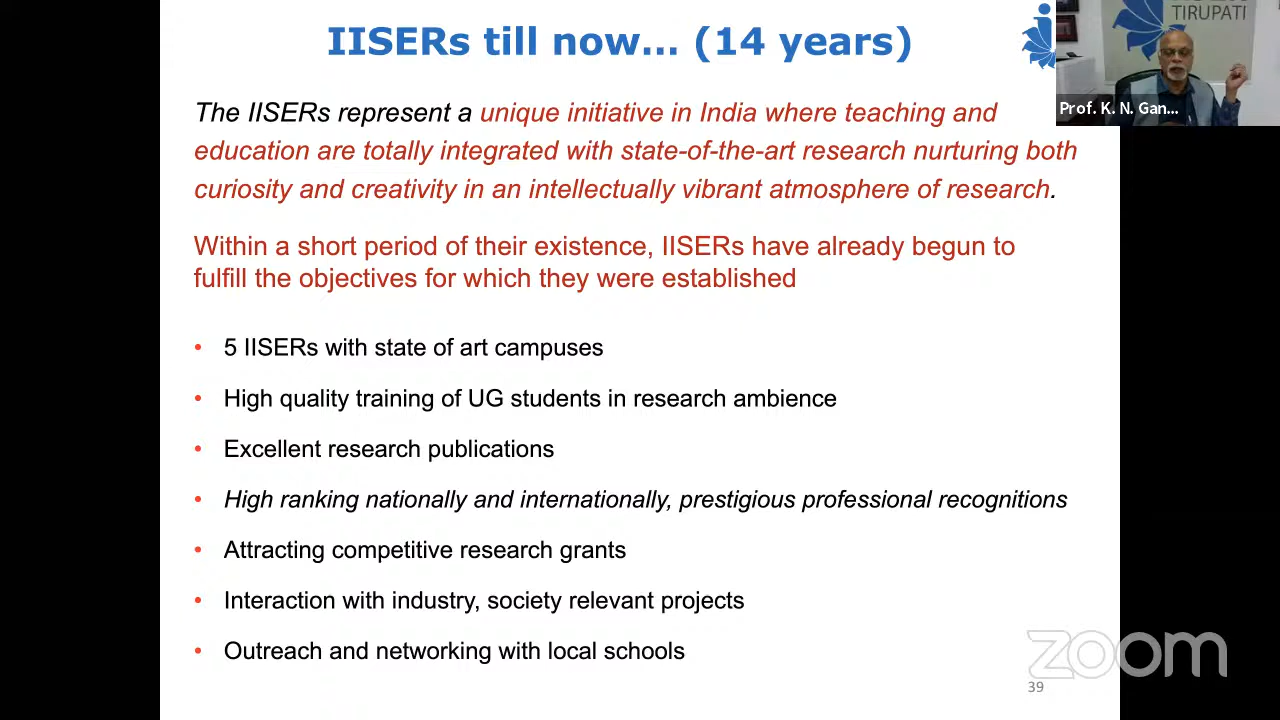 IISERs till now... (14 years)
TIRUPATI
Prof. K. N. Gan...
The IISERs represent a unique initiative in India where teaching and
education are totally integrated with state-of-the-art research nurturing both
curiosity and creativity in an intellectually vibrant atmosphere of research.
Within a short period of their existence, IISERs have already begun to
fulfill the objectives for which they were established
• 5 IISERs with state of art campuses
• High quality training of UG students in research ambience
• Excellent research publications
• High ranking nationally and internationally, prestigious professional recognitions
• Attracting competitive research grants
• Interaction with industry, society relevant projects
• Outreach and networking with local schools
zoom
39